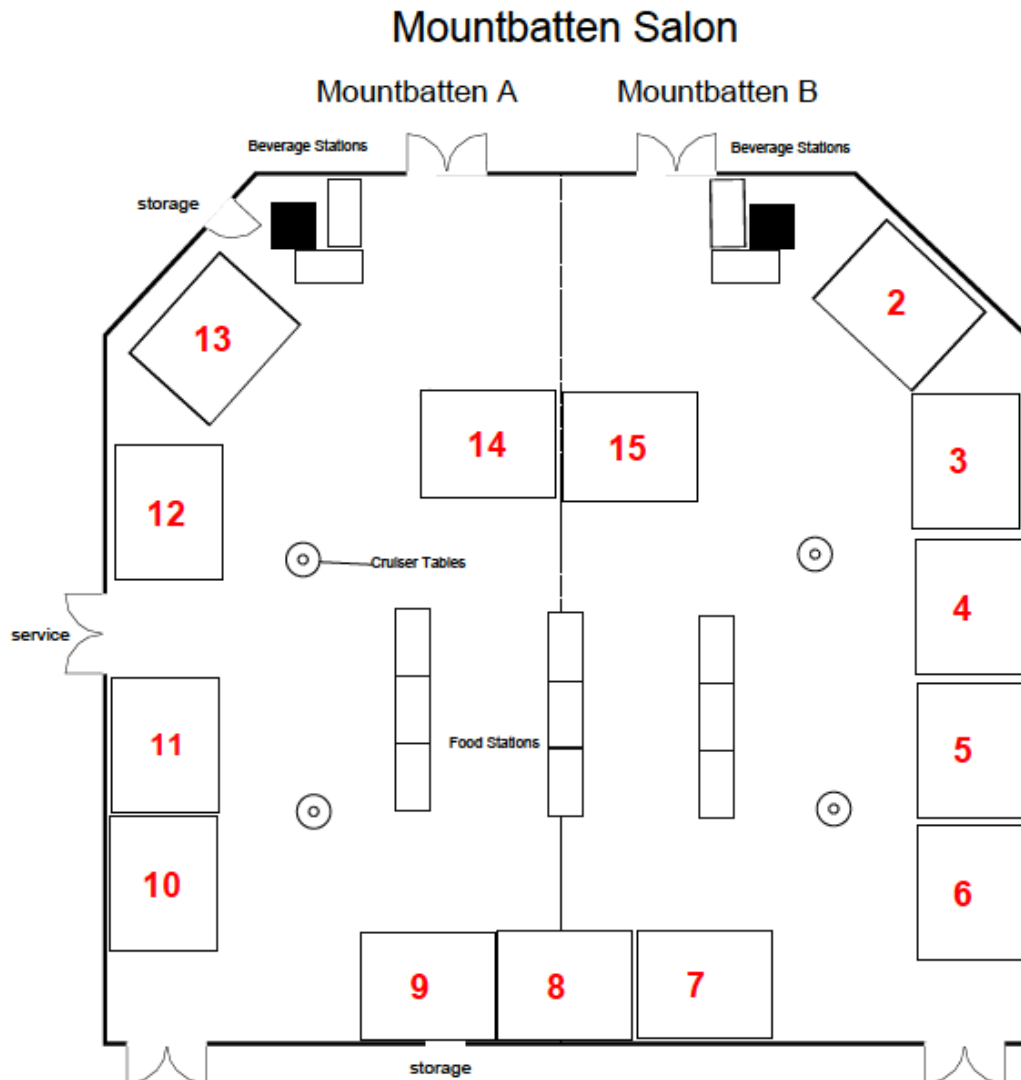 Mountbatten Salon
Mountbatten A
Mountbatten B
Beverage Stations
Beverage Stations
storage
2
13
14
15
3
12
Cruiser Tables
4
service
11
Food Stations
5
10
6
9
8
7
storage